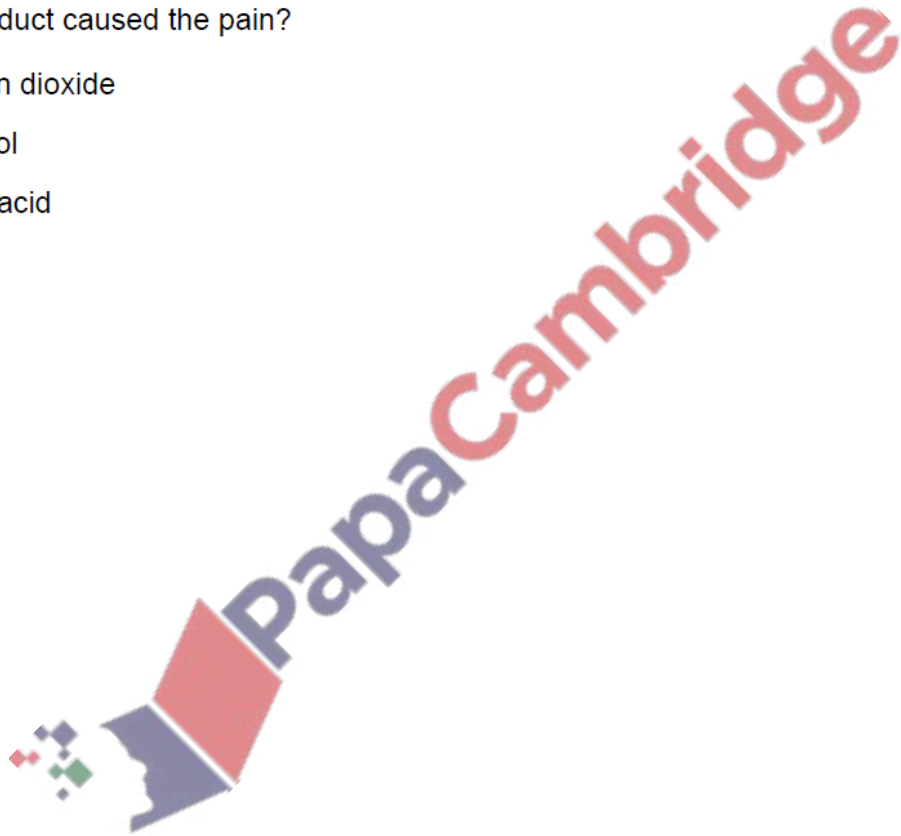 duct caused the pain?
n dioxide
ol
acid
PapaCambridge